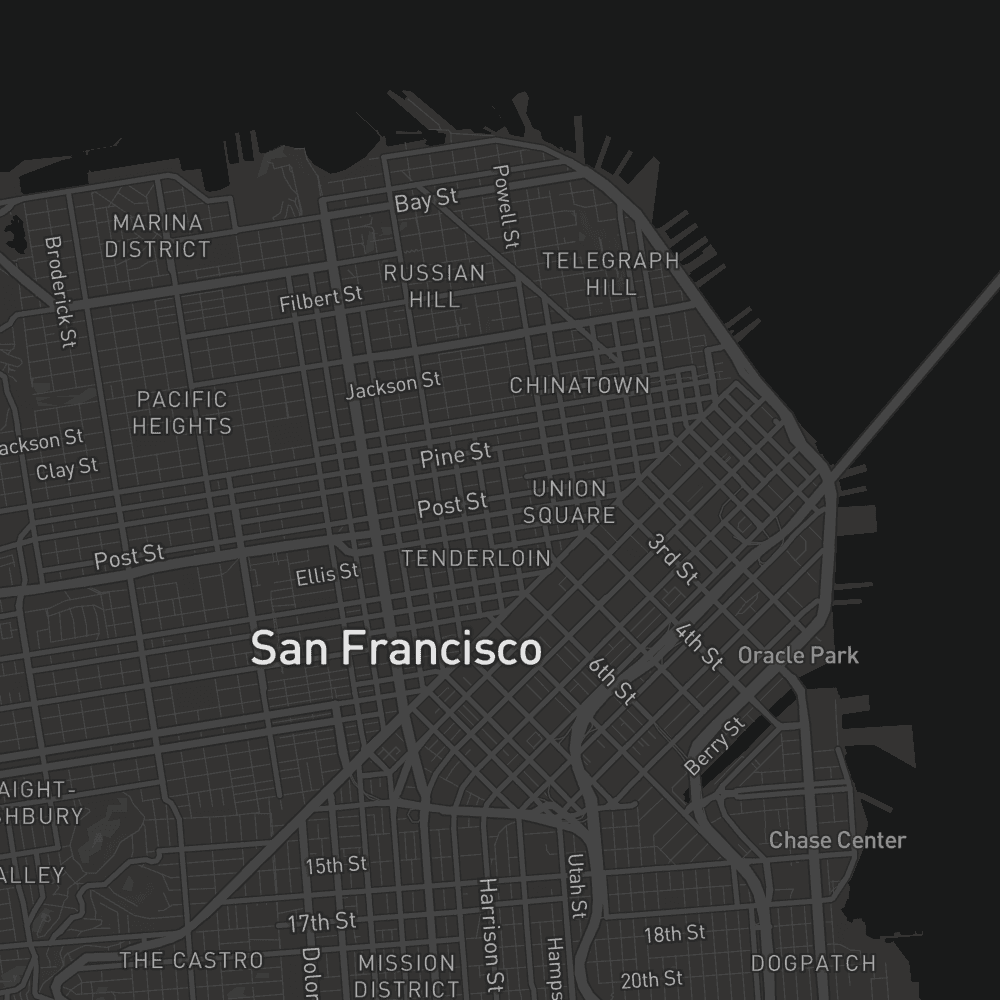 Powell St
Bay St
MARINA
DISTRICT
Broderick St
RUSSIAN
HILL
TELEGRAPH
HILL
Filbert St
Jackson St
CHINATOWN
PACIFIC
HEIGHTS
ackson St
Clay St
Pine St
Post St
UNION
SQUARE
Post St
Ellis St
TENDERLOIN
3rd St
San Francisco
4th St
Oracle Park
6th St
Berry St
AIGHT-
SHBURY
Chase Center
ALLEY
15th St
Utah St
17th St
Harrison St
18th St
Dolor
THE CASTRO
MISSION
DISTRICT
Hamps
20th St
DOGPATCH